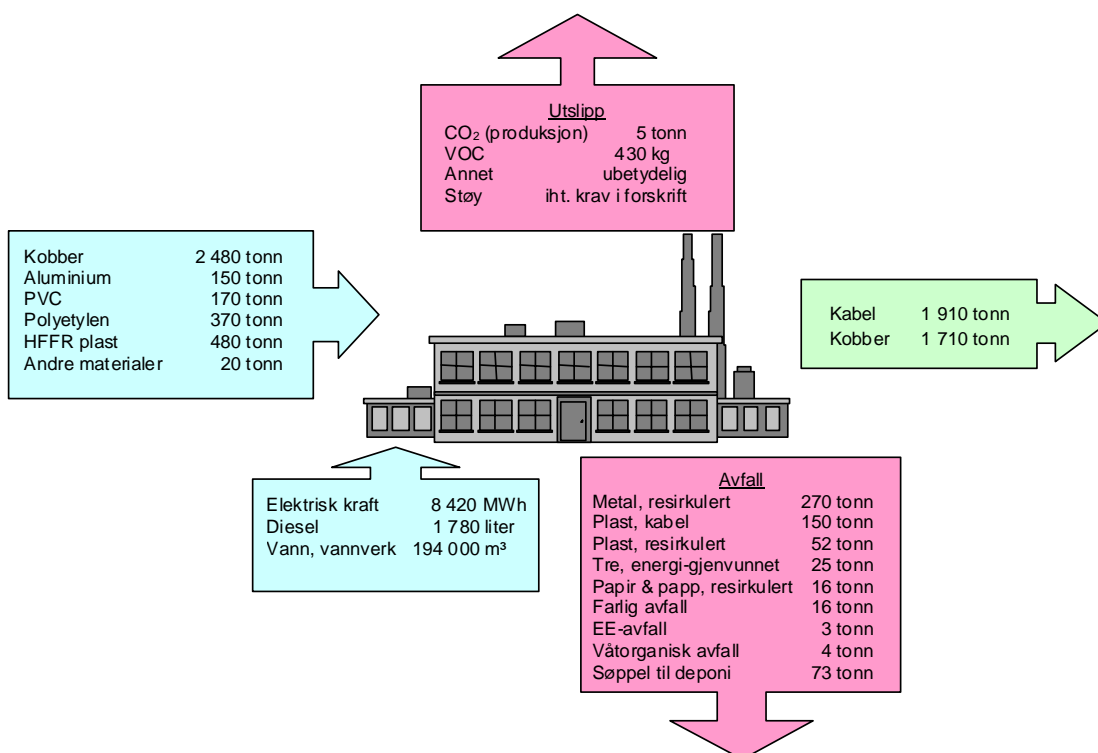 Utslipp
CO₂ (produksjon) 5 tonn
VOC 430 kg
Annet ubetydelig
Støy iht. krav i forskrift
Kobber 2 480 tonn
Aluminium 150 tonn
PVC 170 tonn
Polyetylen 370 tonn
HFFR plast 480 tonn
Andre materialer 20 tonn
Kabel 1 910 tonn
Kobber 1 710 tonn
Elektrisk kraft 8 420 MWh
Diesel 1 780 liter
Vann, vannverk 194 000 m³
Avfall
Metal, resirkulert 270 tonn
Plast, kabel 150 tonn
Plast, resirkulert 52 tonn
Tre, energi-gjenvunnet 25 tonn
Papir & papp, resirkulert 16 tonn
Farlig avfall 16 tonn
EE-avfall 3 tonn
Våtorganisk avfall 4 tonn
Søppel til deponi 73 tonn